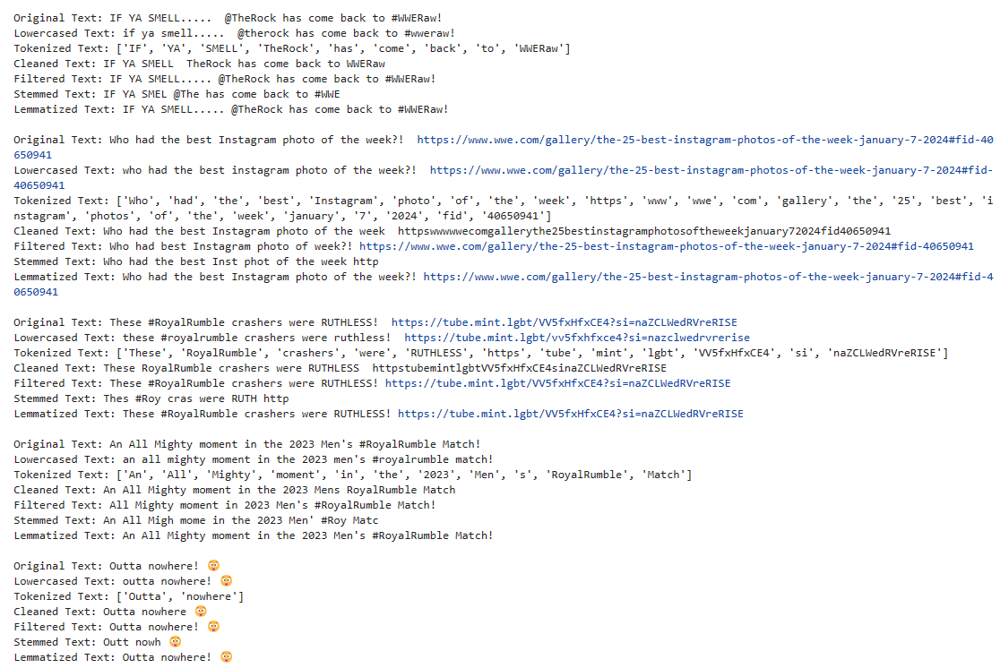 Original Text: IF YA SMELL.....  @TheRock has come back to #WWERaw!
Lowercased Text: if ya smell.....  @therock has come back to #wweraw!
Tokenized Text: ['IF', 'YA', 'SMELL', 'TheRock', 'has', 'come', 'back', 'to', 'WWERaw']
Cleaned Text: IF YA SMELL  TheRock has come back to WWERaw
Filtered Text: IF YA SMELL..... @TheRock has come back to #WWERaw!
Stemmed Text: IF YA SMEL @The has come back to #WWE
Lemmatized Text: IF YA SMELL..... @TheRock has come back to #WWERaw!
Original Text: Who had the best Instagram photo of the week?!  https://www.wwe.com/gallery/the-25-best-instagram-photos-of-the-week-january-7-2024#fid-40
650941
Lowercased Text: who had the best instagram photo of the week?!  https://www.wwe.com/gallery/the-25-best-instagram-photos-of-the-week-january-7-2024#fid-
40650941
Tokenized Text: ['Who', 'had', 'the', 'best', 'Instagram', 'photo', 'of', 'the', 'week', 'https', 'www', 'wwe', 'com', 'gallery', 'the', '25', 'best', 'i
nstagram', 'photos', 'of', 'the', 'week', 'january', '7', '2024', 'fid', '40650941']
Cleaned Text: Who had the best Instagram photo of the week  httpswwwwwecomgallerythe25bestinstagramphotosoftheweekjanuary72024fid40650941
Filtered Text: Who had best Instagram photo of week?! https://www.wwe.com/gallery/the-25-best-instagram-photos-of-the-week-january-7-2024#fid-40650941
Stemmed Text: Who had the best Inst phot of the week http
Lemmatized Text: Who had the best Instagram photo of the week?! https://www.wwe.com/gallery/the-25-best-instagram-photos-of-the-week-january-7-2024#fid-4
0650941
Original Text: These #RoyalRumble crashers were RUTHLESS!  https://tube.mint.lgbt/VV5fxHfxCE4?si=naZCLWedRVreRISE
Lowercased Text: these #royalrumble crashers were ruthless!  https://tube.mint.lgbt/vv5fxhfxce4?si=nazclwedrvrerise
Tokenized Text: ['These', 'RoyalRumble', 'crashers', 'were', 'RUTHLESS', 'https', 'tube', 'mint', 'lgbt', 'VV5fxHfxCE4', 'si', 'naZCLWedRVreRISE']
Cleaned Text: These RoyalRumble crashers were RUTHLESS  httpstubemintlgbtVV5fxHfxCE4sinaZCLWedRVreRISE
Filtered Text: These #RoyalRumble crashers were RUTHLESS! https://tube.mint.lgbt/VV5fxHfxCE4?si=naZCLWedRVreRISE
Stemmed Text: Thes #Roy cras were RUTH http
Lemmatized Text: These #RoyalRumble crashers were RUTHLESS! https://tube.mint.lgbt/VV5fxHfxCE4?si=naZCLWedRVreRISE
Original Text: An All Mighty moment in the 2023 Men's #RoyalRumble Match!
Lowercased Text: an all mighty moment in the 2023 men's #royalrumble match!
Tokenized Text: ['An', 'All', 'Mighty', 'moment', 'in', 'the', '2023', 'Men', 's', 'RoyalRumble', 'Match']
Cleaned Text: An All Mighty moment in the 2023 Mens RoyalRumble Match
Filtered Text: All Mighty moment in 2023 Men's #RoyalRumble Match!
Stemmed Text: An All Migh mome in the 2023 Men' #Roy Matc
Lemmatized Text: An All Mighty moment in the 2023 Men's #RoyalRumble Match!
Original Text: Outta nowhere! 😳
Lowercased Text: outta nowhere! 😳
Tokenized Text: ['Outta', 'nowhere']
Cleaned Text: Outta nowhere 😳
Filtered Text: Outta nowhere! 😳
Stemmed Text: Outt nowh 😳
Lemmatized Text: Outta nowhere! 😳